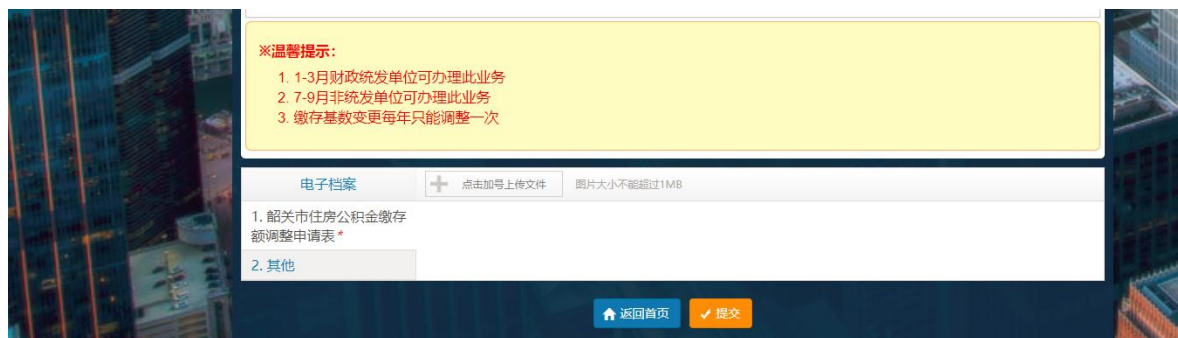 ※温馨提示：
1. 1-3月财政统发单位可办理此业务
2. 7-9月非统发单位可办理此业务
3. 缴存基数变更每年只能调整一次
电子档案 点击加号上传文件 图片大小不能超过1MB
1. 韶关市住房公积金缴存
额调整申请表*
2. 其他
返回首页 提交